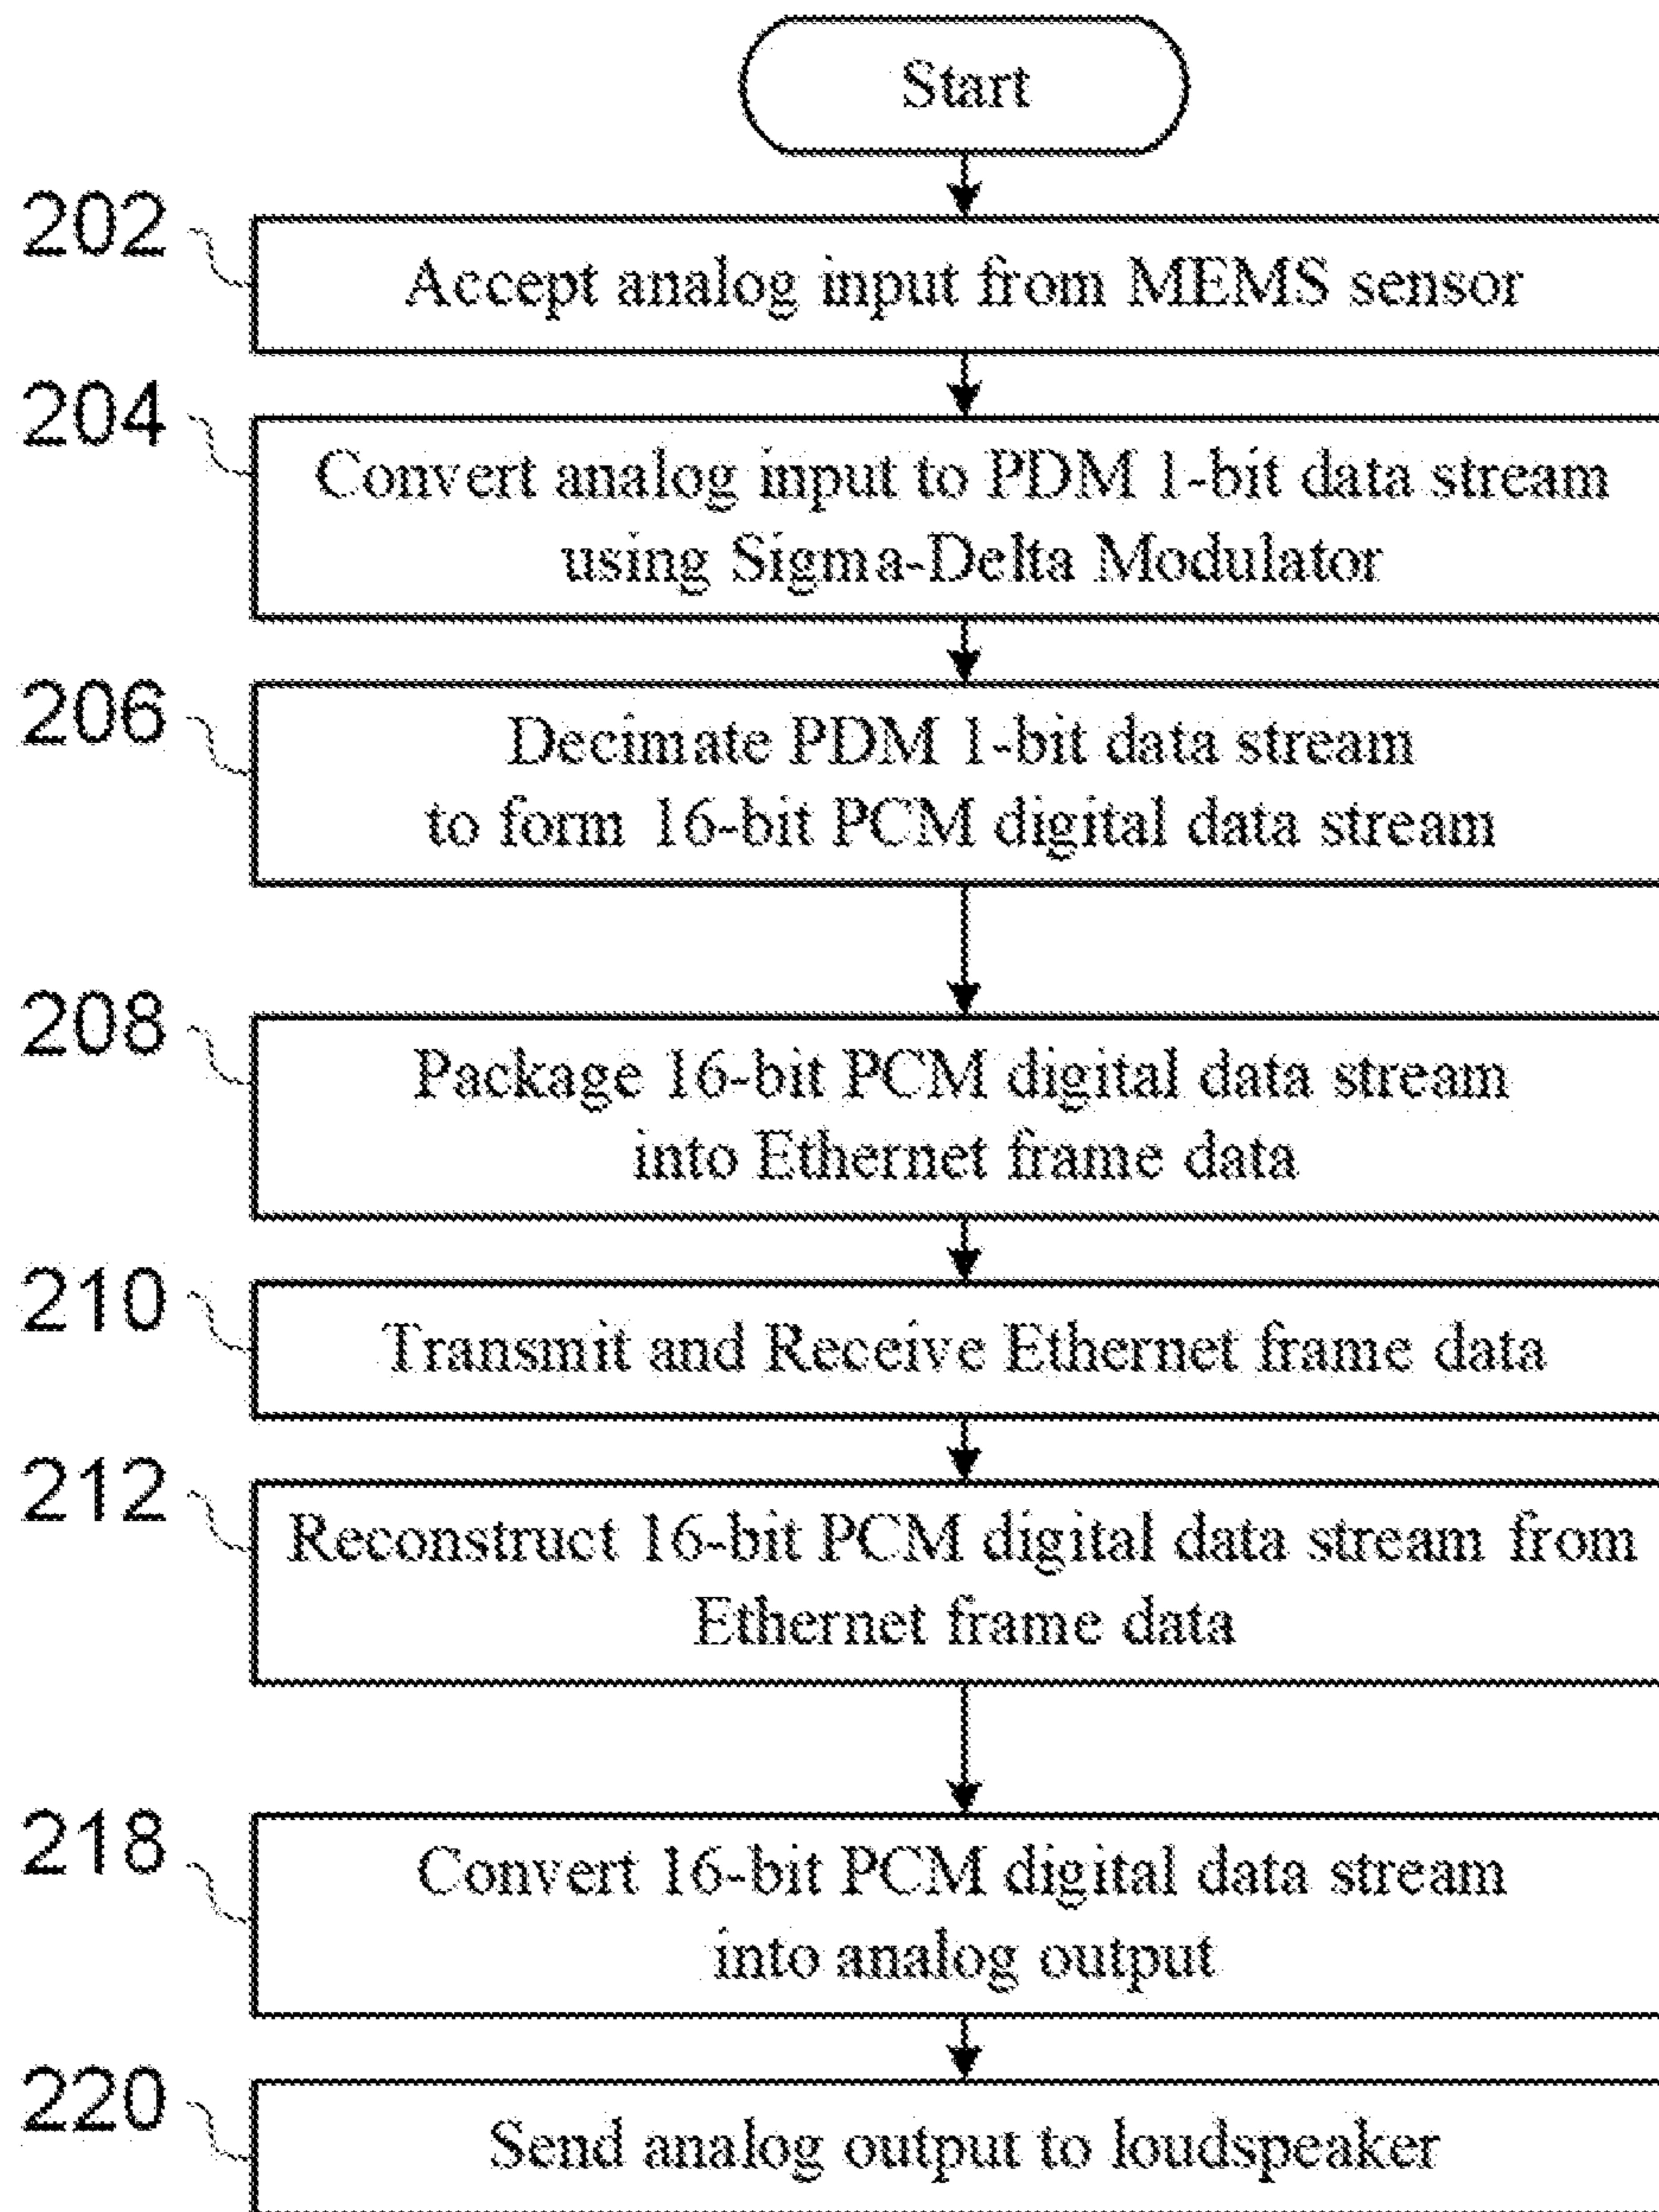 Start
202
Accept analog input from MEMS sensor
204
Convert analog input to PDM 1-bit data stream
using Sigma-Delta Modulator
206
Decimate PDM 1-bit data stream
to form 16-bit PCM digital data stream
208
Package 16-bit PCM digital data stream
into Ethernet frame data
210
Transmit and Receive Ethernet frame data
212
Reconstruct 16-bit PCM digital data stream from
Ethernet frame data
218
Convert 16-bit PCM digital data stream
into analog output
220
Send analog output to loudspeaker